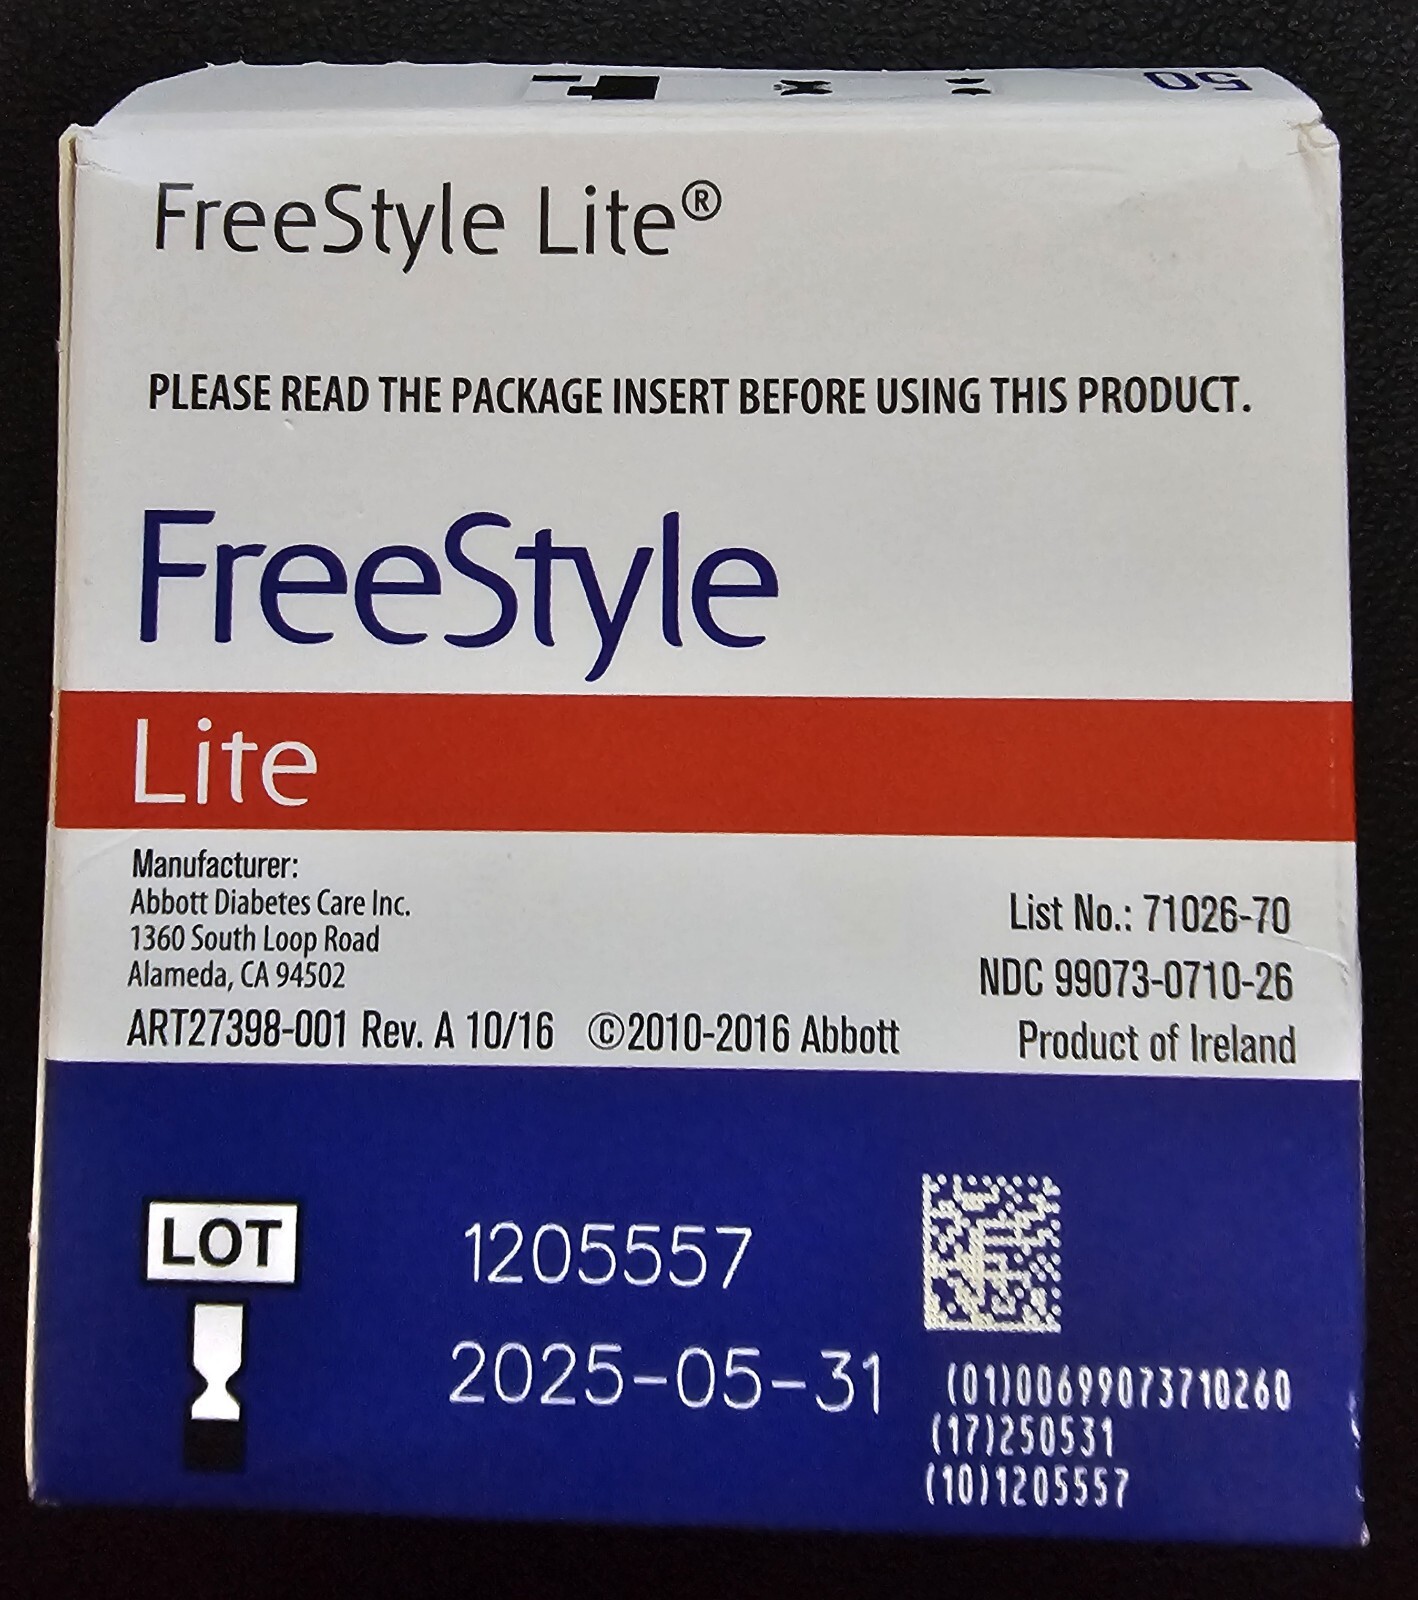 50
FreeStyle Lite®
PLEASE READ THE PACKAGE INSERT BEFORE USING THIS PRODUCT.
FreeStyle
Lite
Manufacturer:
Abbott Diabetes Care Inc.
1360 South Loop Road
Alameda, CA 94502
ART27398-001 Rev. A 10/16 ©2010-2016 Abbott
List No.: 71026-70
NDC 99073-0710-26
Product of Ireland
LOT 1205557
2025-05-31
(01)00699073710260
(17)250531
(10)1205557